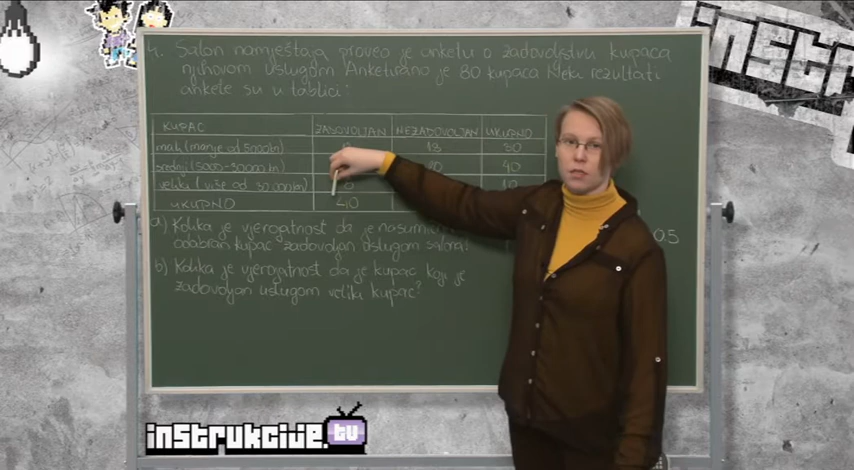 4. Salon namještaja proveo je anketu o zadovoljstvu kupaca
njihovom uslugom Anketirano je 80 kupaca Neki rezultati
ankete su u tablici:
KUPAC ZADOVOLJAN NEZADOVOLJAN UKUPNO
mali (manje od 5000kn) 13 30
srednji (5000-30000kn) 40
veliki (više od 30000kn) 10
UKUPNO 40
a) Kolika je vjerojatnost da je nasumično
odabran kupac zadovoljan uslugom salona?
0.5
b) Kolika je vjerojatnost da je kupac koji je
zadovoljan uslugom veliki kupac?
instrukcije.tv